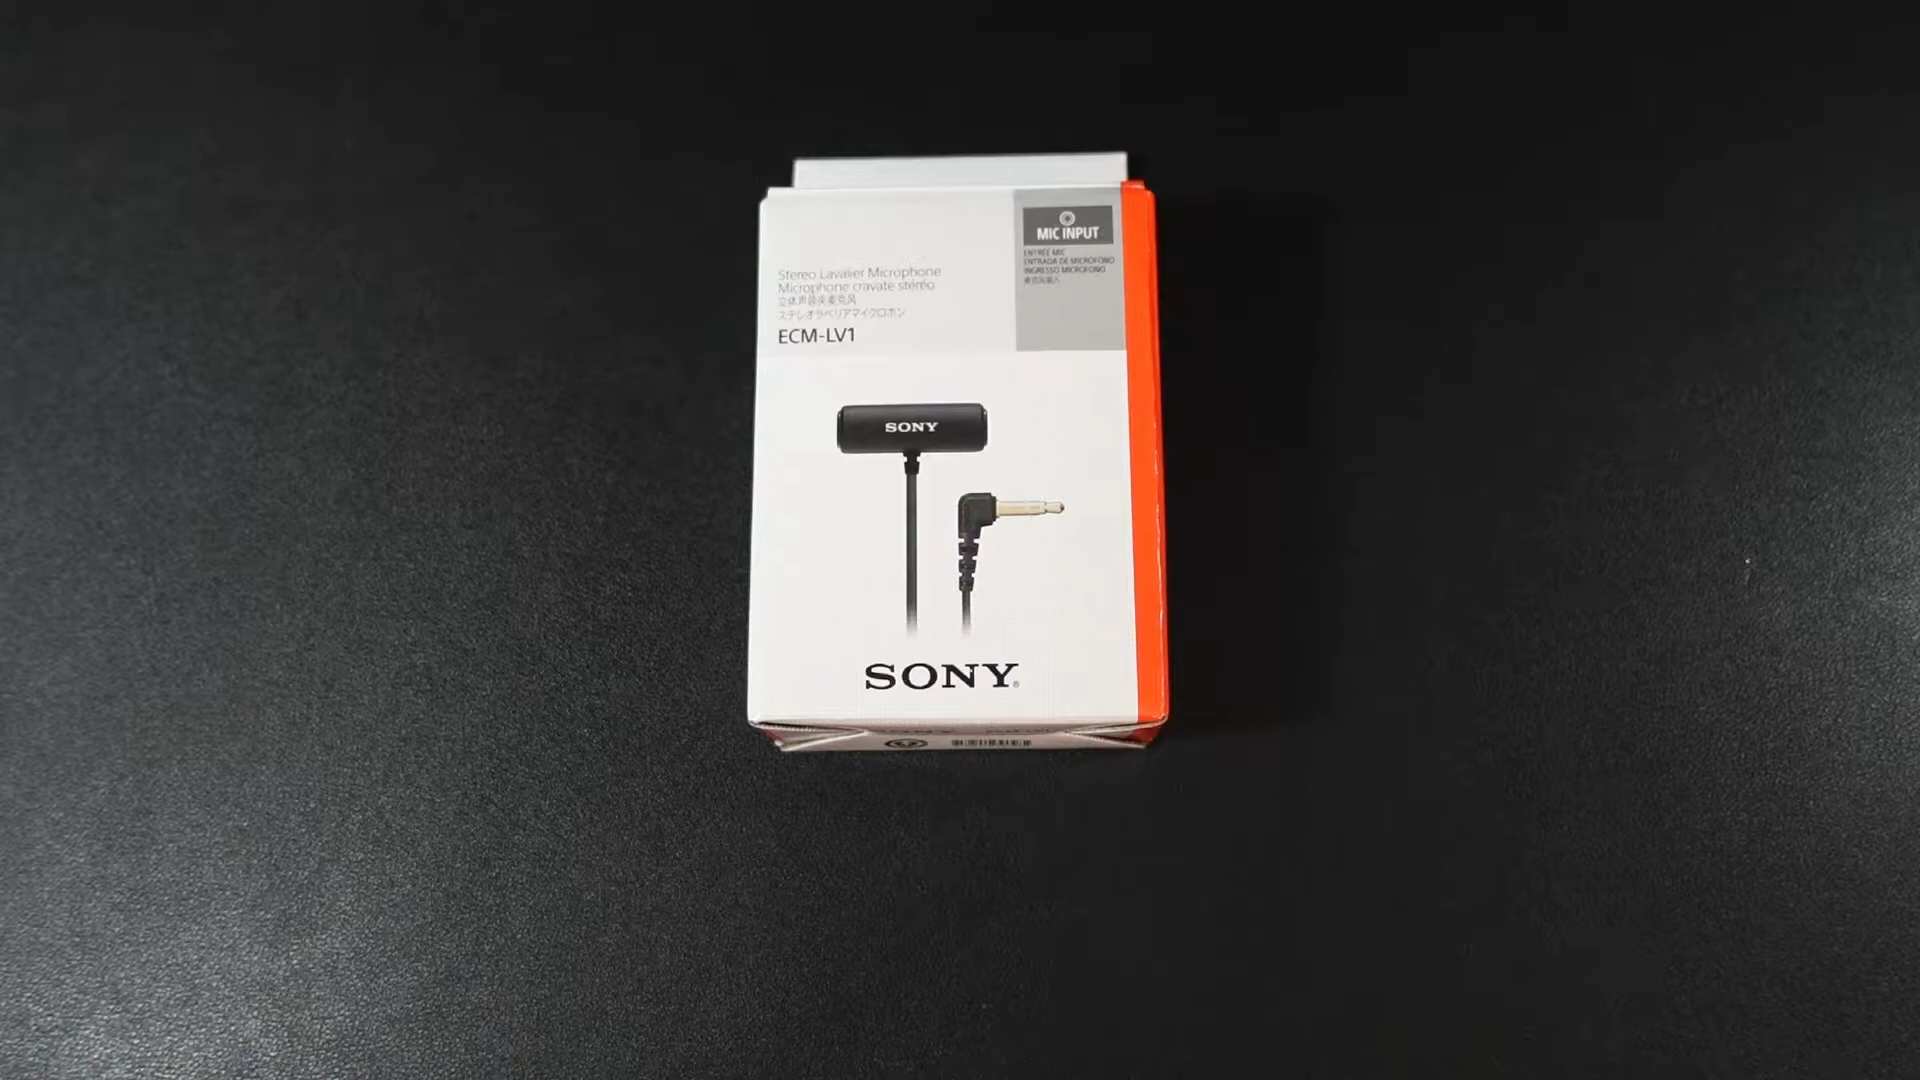 Stereo Lavalier Microphone
Microphone cravate stéréo
立体声领夹麦克风
ステレオラベリアマイクロホン
ECM-LV1
MIC INPUT
ENTRÉE MIC
ENTRADA DE MICRÓFONO
INGRESSO MICROFONO
麦克风输入
SONY
SONY